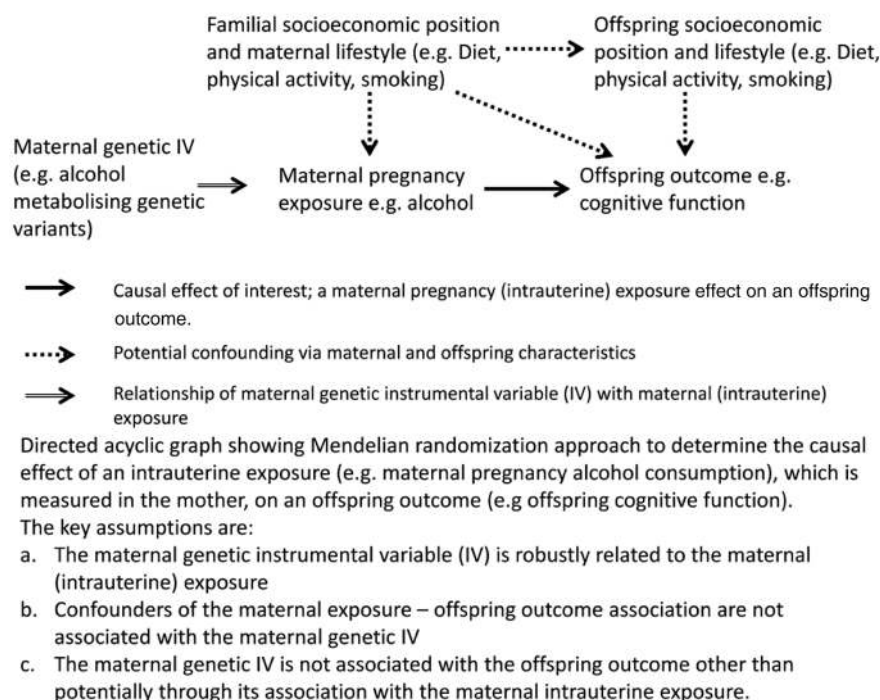 Familial socioeconomic position
and maternal lifestyle (e.g. Diet,
physical activity, smoking)
Offspring socioeconomic
position and lifestyle (e.g. Diet,
physical activity, smoking)
Maternal genetic IV
(e.g. alcohol
metabolising genetic
variants)
Maternal pregnancy
exposure e.g. alcohol
Offspring outcome e.g.
cognitive function
Causal effect of interest; a maternal pregnancy (intrauterine) exposure effect on an offspring
outcome.
Potential confounding via maternal and offspring characteristics
Relationship of maternal genetic instrumental variable (IV) with maternal (intrauterine)
exposure
Directed acyclic graph showing Mendelian randomization approach to determine the causal
effect of an intrauterine exposure (e.g. maternal pregnancy alcohol consumption), which is
measured in the mother, on an offspring outcome (e.g offspring cognitive function).
The key assumptions are:
a. The maternal genetic instrumental variable (IV) is robustly related to the maternal
(intrauterine) exposure
b. Confounders of the maternal exposure – offspring outcome association are not
associated with the maternal genetic IV
c. The maternal genetic IV is not associated with the offspring outcome other than
potentially through its association with the maternal intrauterine exposure.